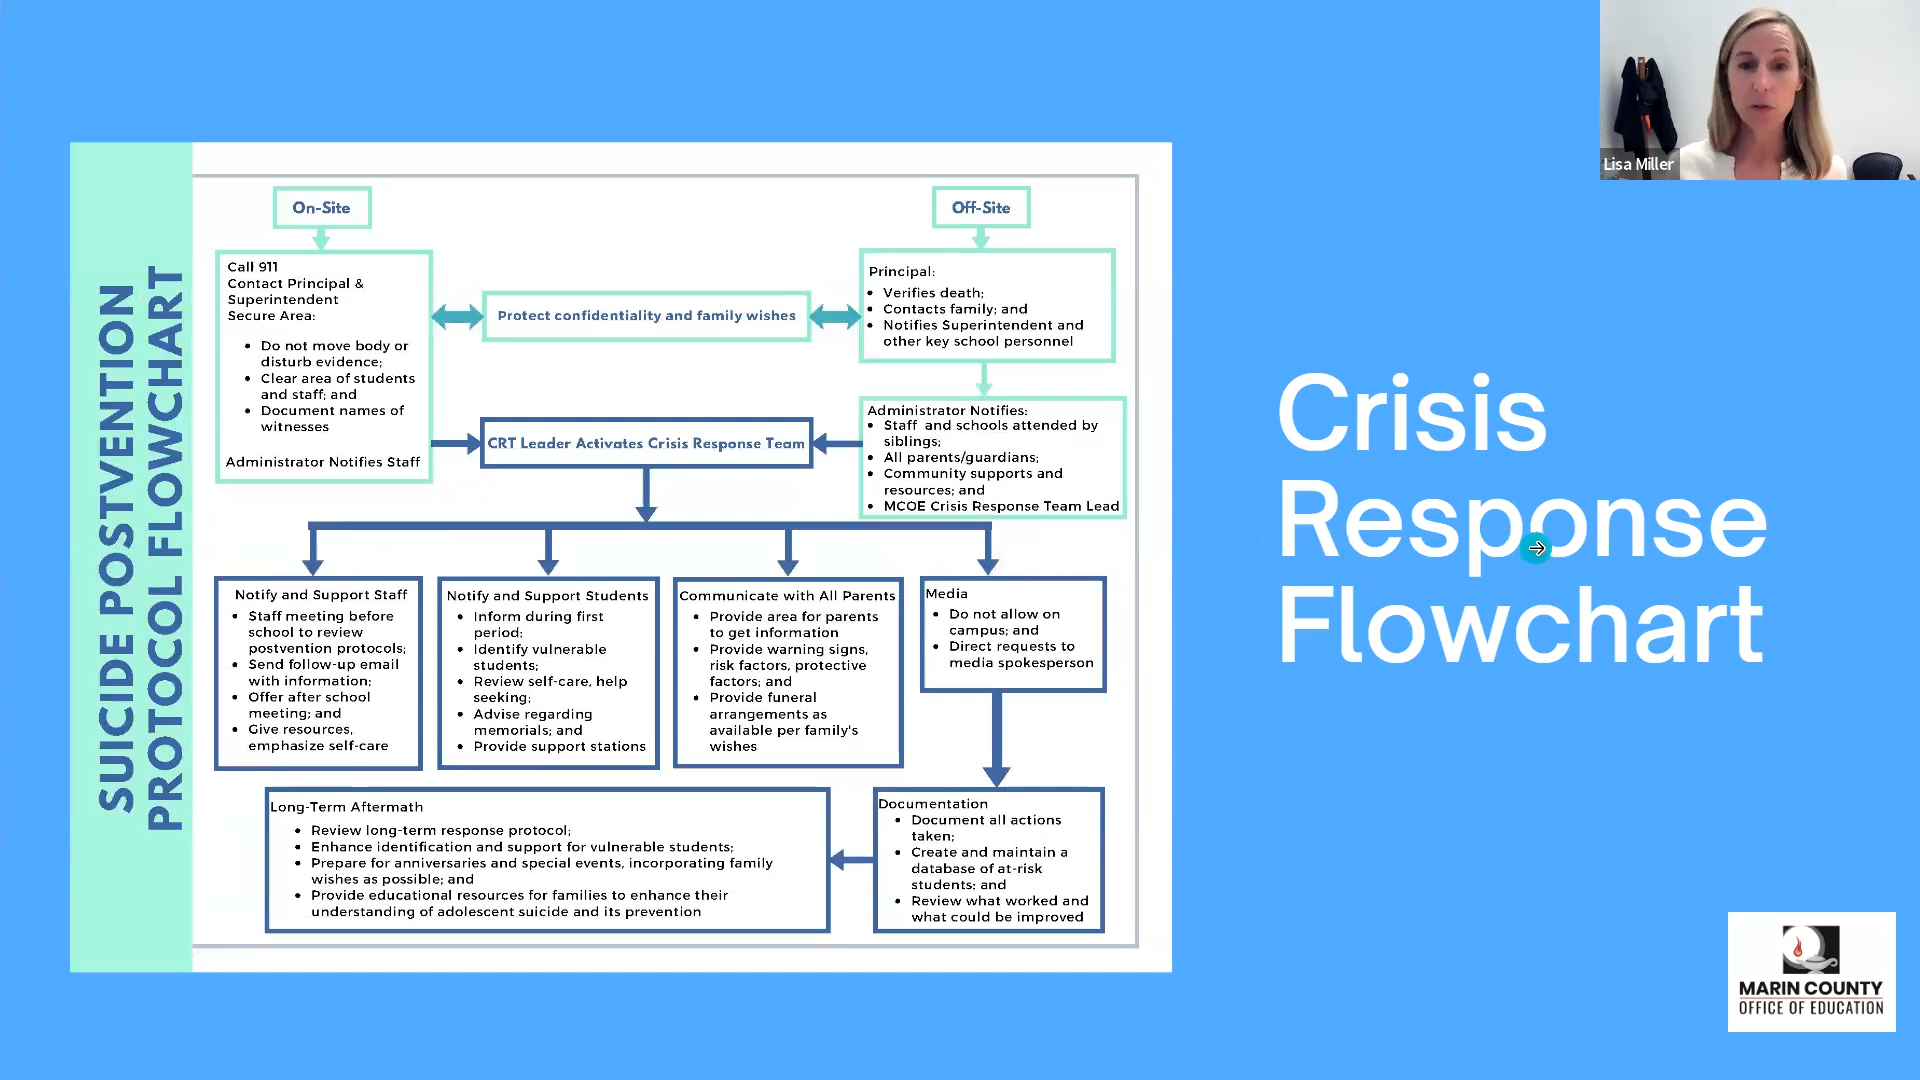 Lisa Miller
SUICIDE POSTVENTION
PROTOCOL FLOWCHART
On-Site
Off-Site
Call 911
Contact Principal &
Superintendent
Secure Area:
• Do not move body or
disturb evidence;
• Clear area of students
and staff; and
• Document names of
witnesses
Administrator Notifies Staff
Protect confidentiality and family wishes
Principal:
• Verifies death;
• Contacts family; and
• Notifies Superintendent and
other key school personnel
CRT Leader Activates Crisis Response Team
Administrator Notifies:
• Staff and schools attended by
siblings;
• All parents/guardians;
• Community supports and
resources; and
• MCOE Crisis Response Team Lead
Notify and Support Staff
• Staff meeting before
school to review
postvention protocols;
• Send follow-up email
with information;
• Offer after school
meeting; and
• Give resources,
emphasize self-care
Notify and Support Students
• Inform during first
period;
• Identify vulnerable
students;
• Review self-care, help
seeking;
• Advise regarding
memorials; and
• Provide support stations
Communicate with All Parents
• Provide area for parents
to get information
• Provide warning signs,
risk factors, protective
factors; and
• Provide funeral
arrangements as
available per family's
wishes
Media
• Do not allow on
campus; and
• Direct requests to
media spokesperson
Long-Term Aftermath
• Review long-term response protocol;
• Enhance identification and support for vulnerable students;
• Prepare for anniversaries and special events, incorporating family
wishes as possible; and
• Provide educational resources for families to enhance their
understanding of adolescent suicide and its prevention
Documentation
• Document all actions
taken;
• Create and maintain a
database of at-risk
students; and
• Review what worked and
what could be improved
Crisis
Response
Flowchart
MARIN COUNTY
OFFICE OF EDUCATION